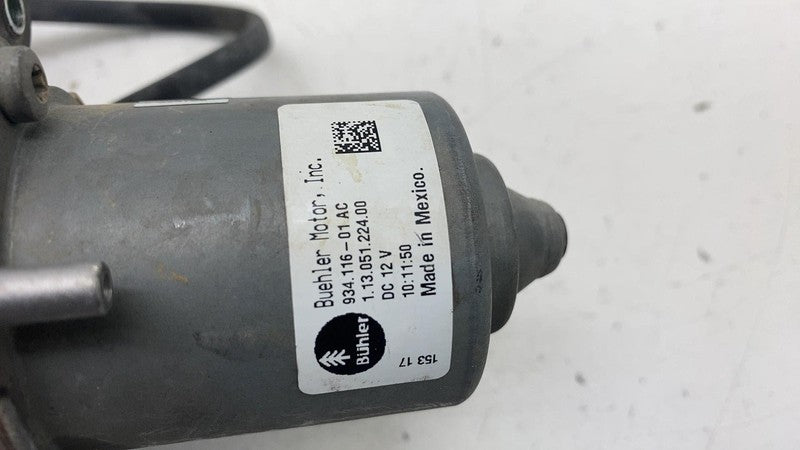 Buehler Motor, Inc.
934.116-01 AC
1.13.051.224.00
DC 12 V
10:11:50
Made in Mexico.
Bühler
153 17